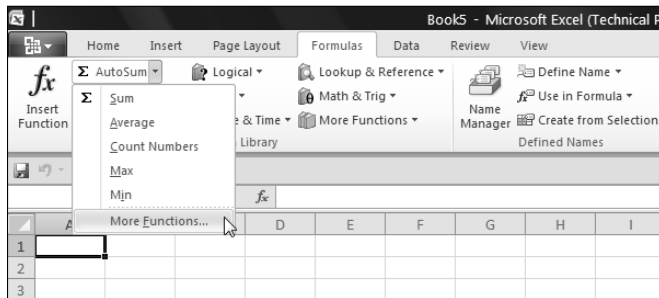 Book5 - Microsoft Excel (Technical P
Home Insert Page Layout Formulas Data Review View
fx Σ AutoSum Logical Lookup & Reference Define Name
Insert Function
Σ Sum
Math & Trig
Name Manager
fx Use in Formula
Average
e & Time More Functions
Create from Selection
Count Numbers
Library
Defined Names
Max
Min
fx
More Functions...
A D E F G H I
1
2
3